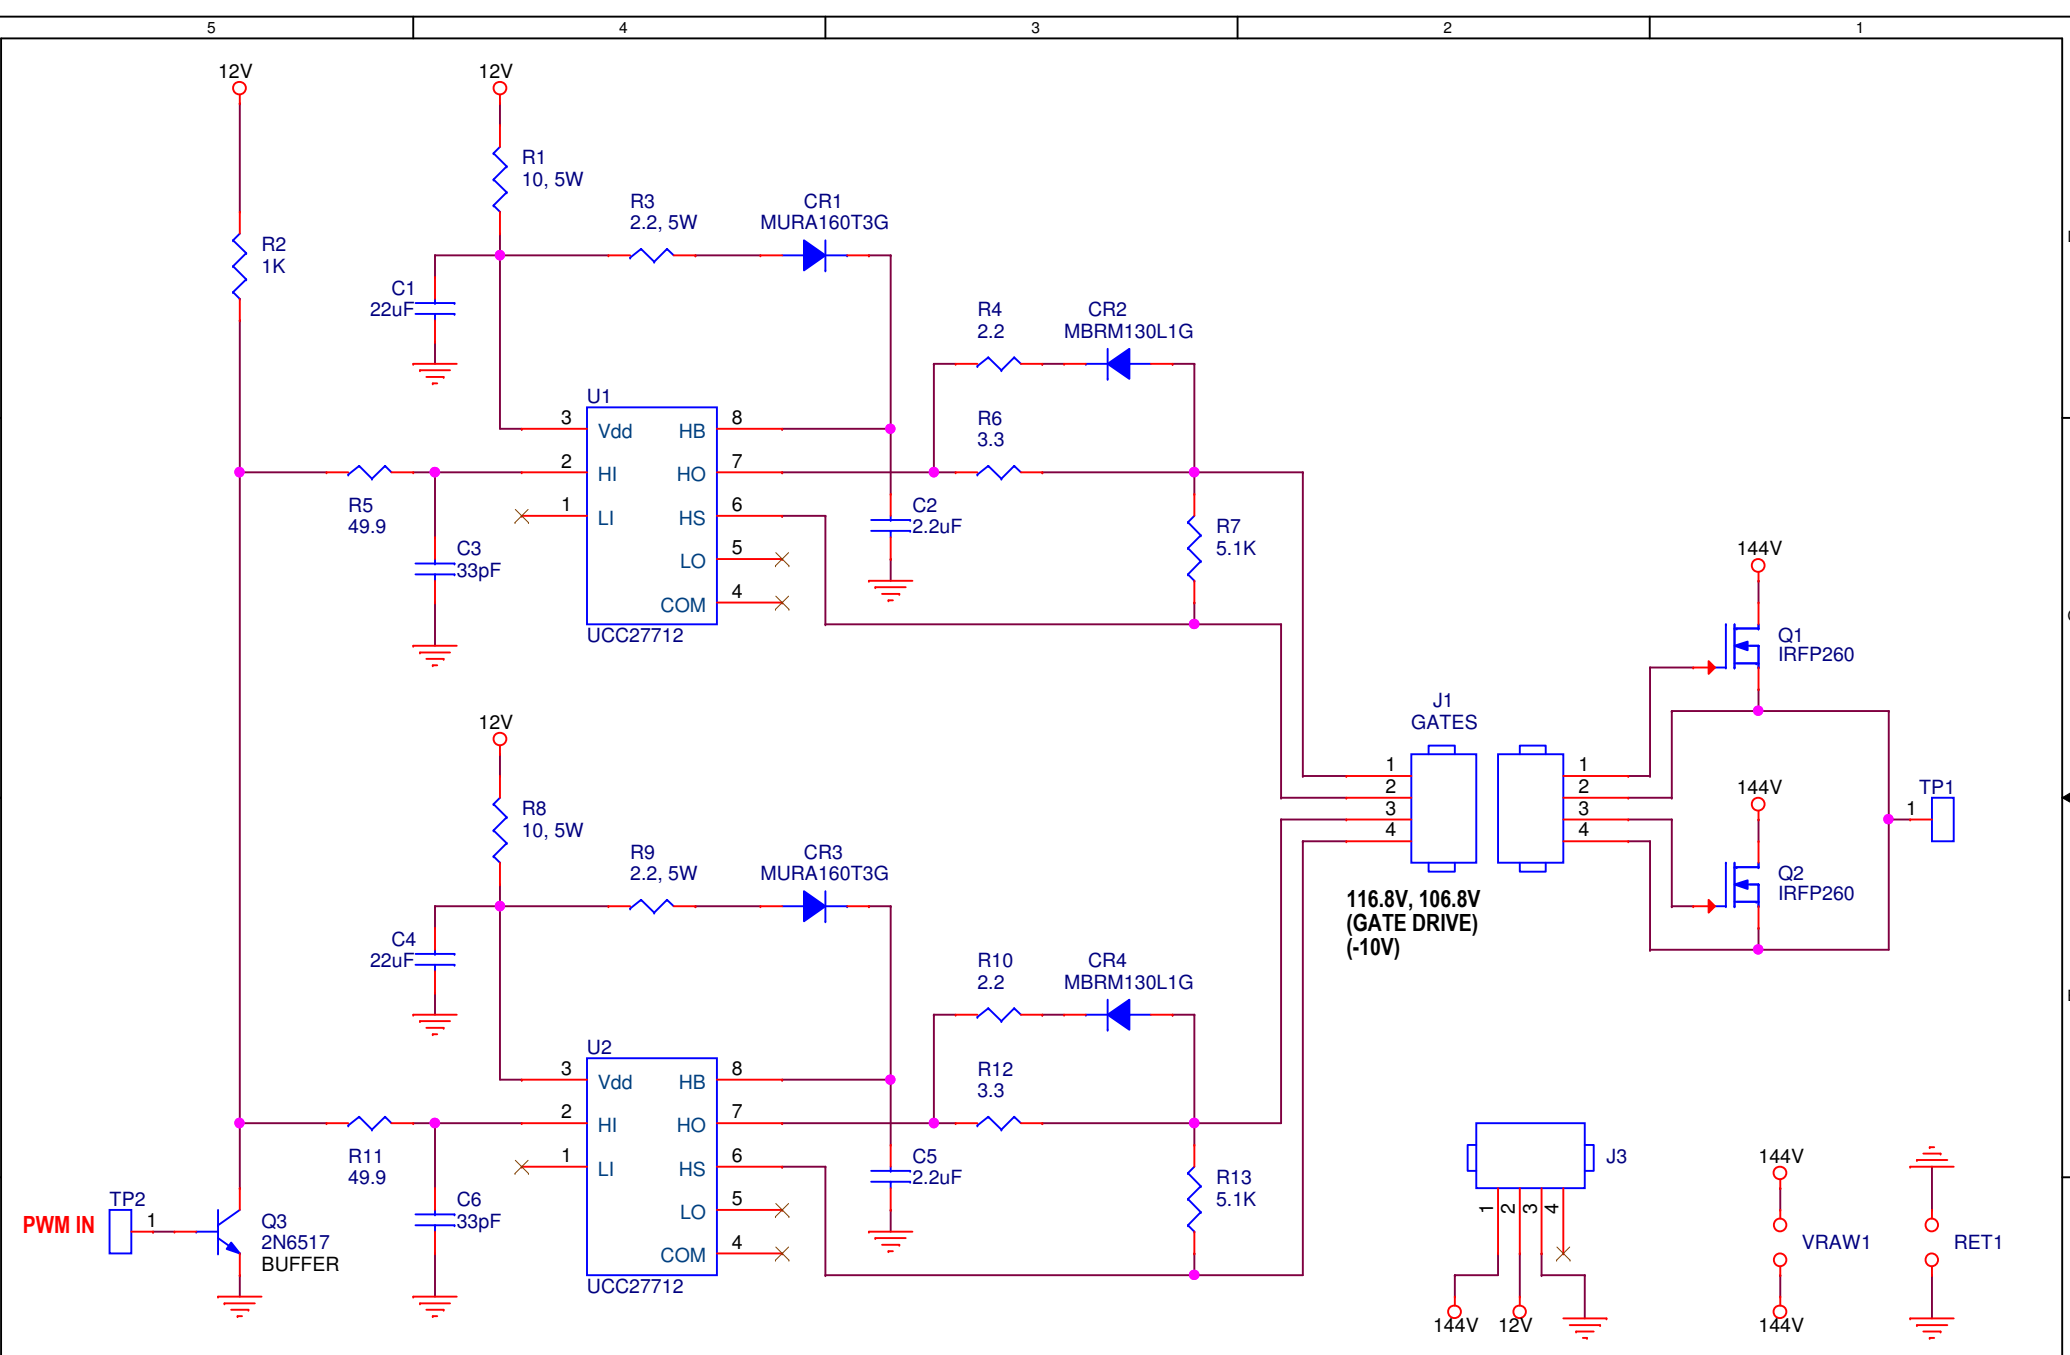 5 4 3 2 1
12V
12V
R1
10, 5W
R3
2.2, 5W
CR1
MURA160T3G
R2
1K
C1
22uF
R4
2.2
CR2
MBRM130L1G
U1
3 Vdd HB 8
2 HI HO 7
1 LI HS 6
LO 5
COM 4
UCC27712
R6
3.3
R5
49.9
C3
33pF
C2
2.2uF
R7
5.1K
144V
Q1
IRFP260
J1
GATES
1
2
3
4
1
2
3
4
144V
Q2
IRFP260
TP1
1
116.8V, 106.8V
(GATE DRIVE)
(-10V)
12V
R8
10, 5W
R9
2.2, 5W
CR3
MURA160T3G
C4
22uF
R10
2.2
CR4
MBRM130L1G
U2
3 Vdd HB 8
2 HI HO 7
1 LI HS 6
LO 5
COM 4
UCC27712
R12
3.3
R11
49.9
C6
33pF
C5
2.2uF
R13
5.1K
PWM IN
TP2
1
Q3
2N6517
BUFFER
J3
1 2 3 4
144V 12V
144V
VRAW1
144V
RET1